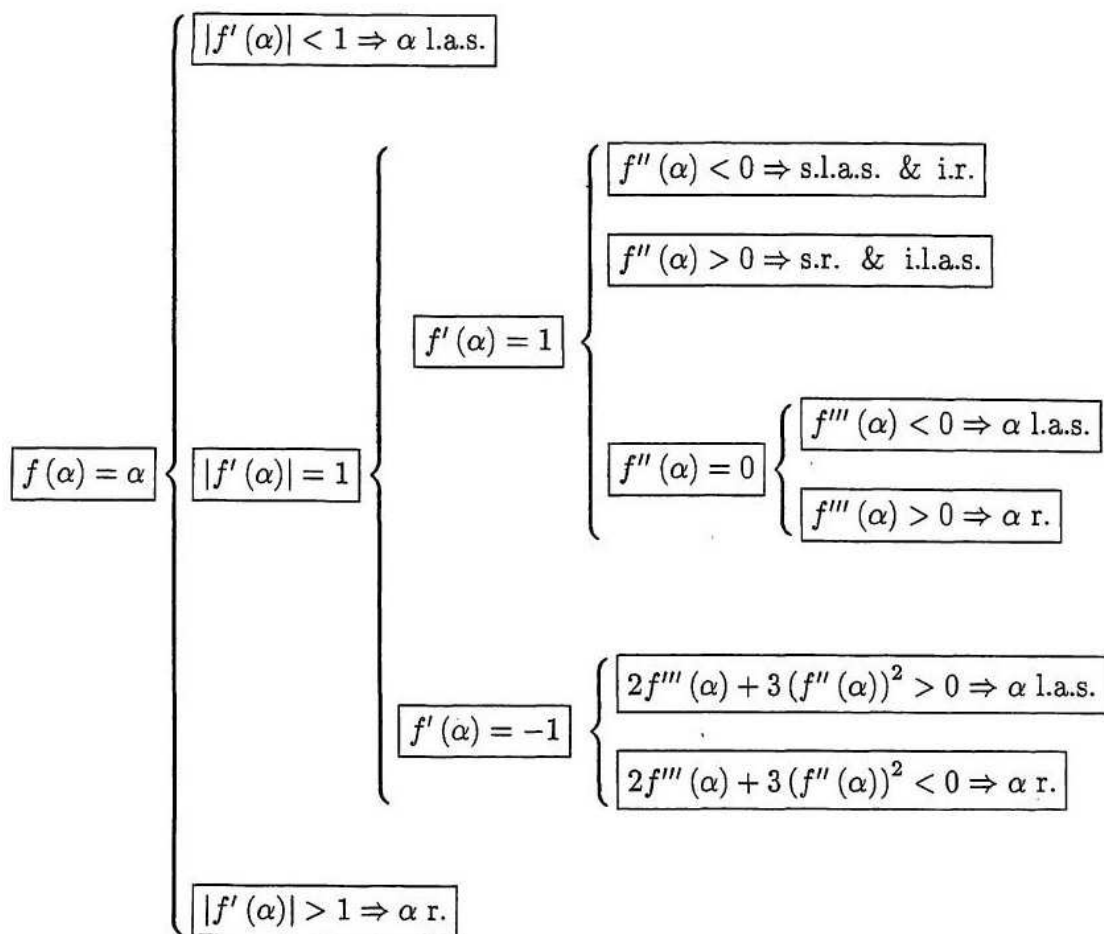 |f′(α)| < 1 ⇒ α l.a.s.
f″(α) < 0 ⇒ s.l.a.s. & i.r.
f″(α) > 0 ⇒ s.r. & i.l.a.s.
f′(α) = 1
f‴(α) < 0 ⇒ α l.a.s.
f(α) = α
|f′(α)| = 1
f″(α) = 0
f‴(α) > 0 ⇒ α r.
2f‴(α) + 3(f″(α))² > 0 ⇒ α l.a.s.
f′(α) = −1
2f‴(α) + 3(f″(α))² < 0 ⇒ α r.
|f′(α)| > 1 ⇒ α r.